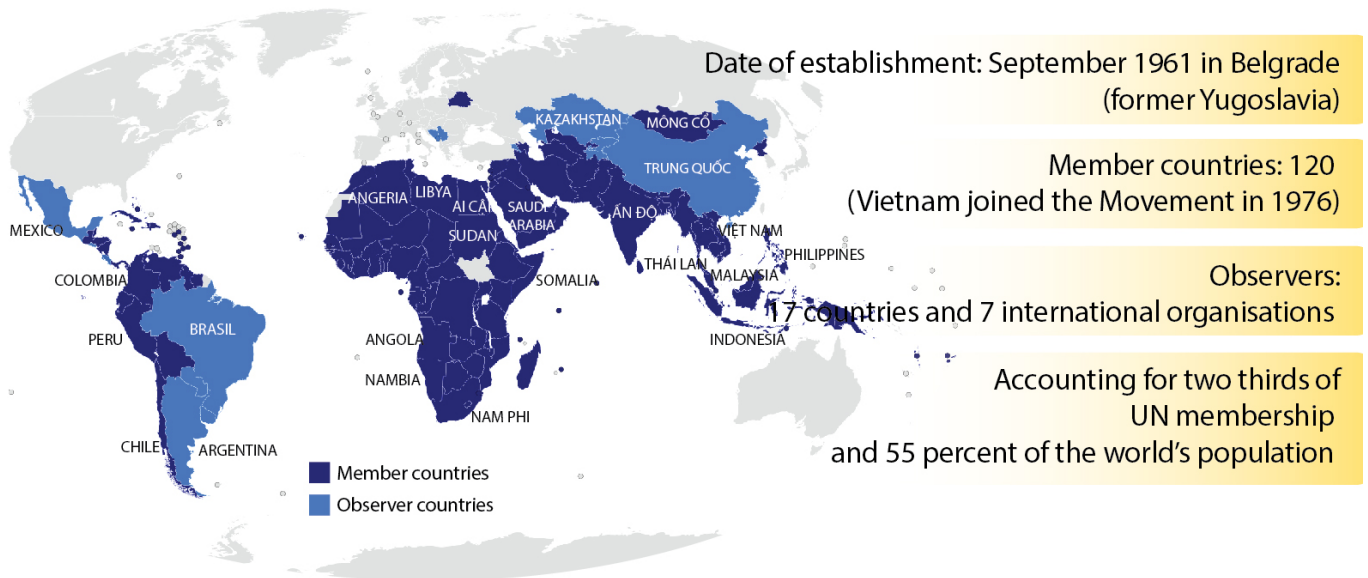 Date of establishment: September 1961 in Belgrade
(former Yugoslavia)
Member countries: 120
(Vietnam joined the Movement in 1976)
Observers:
17 countries and 7 international organisations
Accounting for two thirds of
UN membership
and 55 percent of the world's population
KAZAKHSTAN
MÔNG CỔ
TRUNG QUỐC
ANGERIA
LIBYA
AI CẬP
SAUDI
ARABIA
ẤN ĐỘ
SUDAN
VIỆT NAM
MEXICO
PHILIPPINES
THÁI LAN
MALAYSIA
COLOMBIA
SOMALIA
BRASIL
PERU
ANGOLA
INDONESIA
NAMBIA
NAM PHI
CHILE
ARGENTINA
Member countries
Observer countries